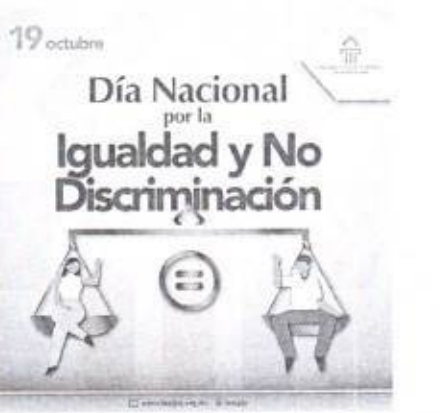 19 octubre
Día Nacional
por la
Igualdad y No
Discriminación
=